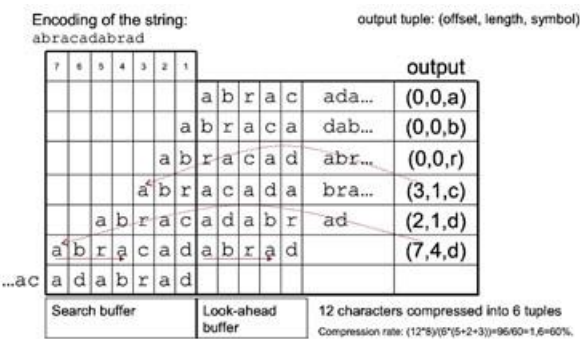 Encoding of the string:
output tuple: (offset, length, symbol)
abracadabrad
7 6 5 4 3 2 1 output
a b r a c ada... (0,0,a)
a b r a c a dab... (0,0,b)
a b r a c a d abr... (0,0,r)
a b r a c a d a bra... (3,1,c)
a b r a c a d a b r ad (2,1,d)
a b r a c a d a b r a d (7,4,d)
...ac a d a b r a d
Search buffer
Look-ahead
buffer
12 characters compressed into 6 tuples
Compression rate: (12*8)/(6*(5+2+3))=96/60=1,6=60%.